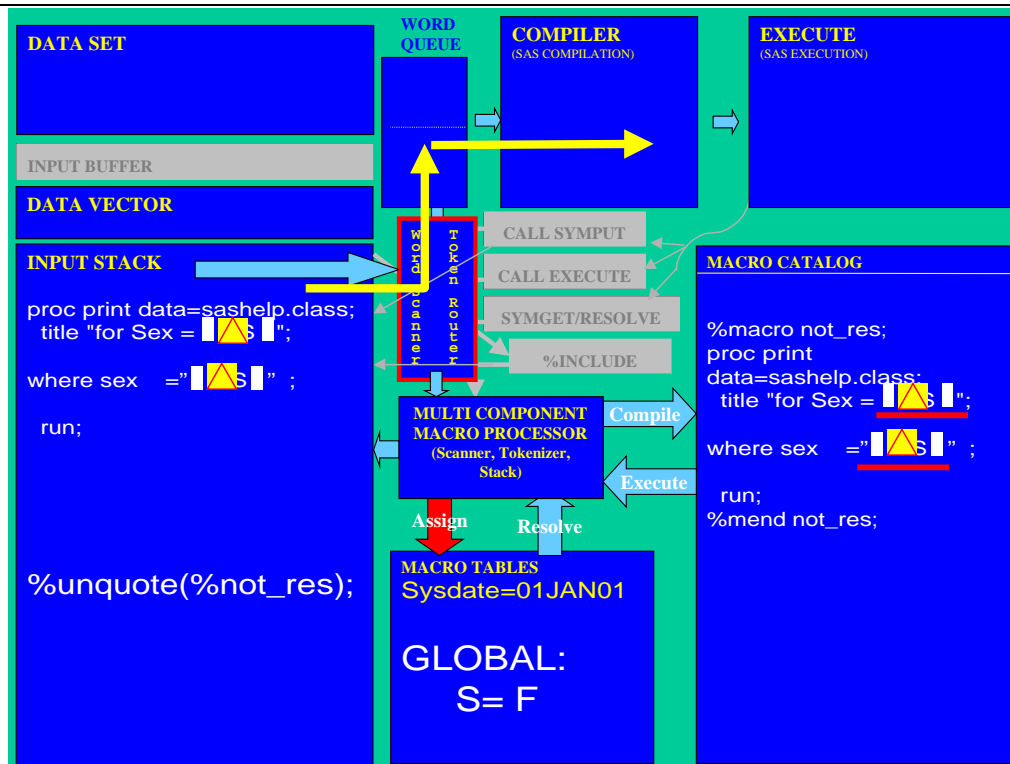 DATA SET
WORD
QUEUE
COMPILER
(SAS COMPILATION)
EXECUTE
(SAS EXECUTION)
INPUT BUFFER
DATA VECTOR
INPUT STACK
proc print data=sashelp.class;
title "for Sex = S ";
where sex =" S " ;
run;
%unquote(%not_res);
Word Scanner
Token Router
CALL SYMPUT
CALL EXECUTE
SYMGET/RESOLVE
%INCLUDE
MULTI COMPONENT
MACRO PROCESSOR
(Scanner, Tokenizer,
Stack)
Compile
Execute
Assign
Resolve
MACRO TABLES
Sysdate=01JAN01
GLOBAL:
S= F
MACRO CATALOG
%macro not_res;
proc print
data=sashelp.class;
title "for Sex = S ";
where sex =" S " ;
run;
%mend not_res;